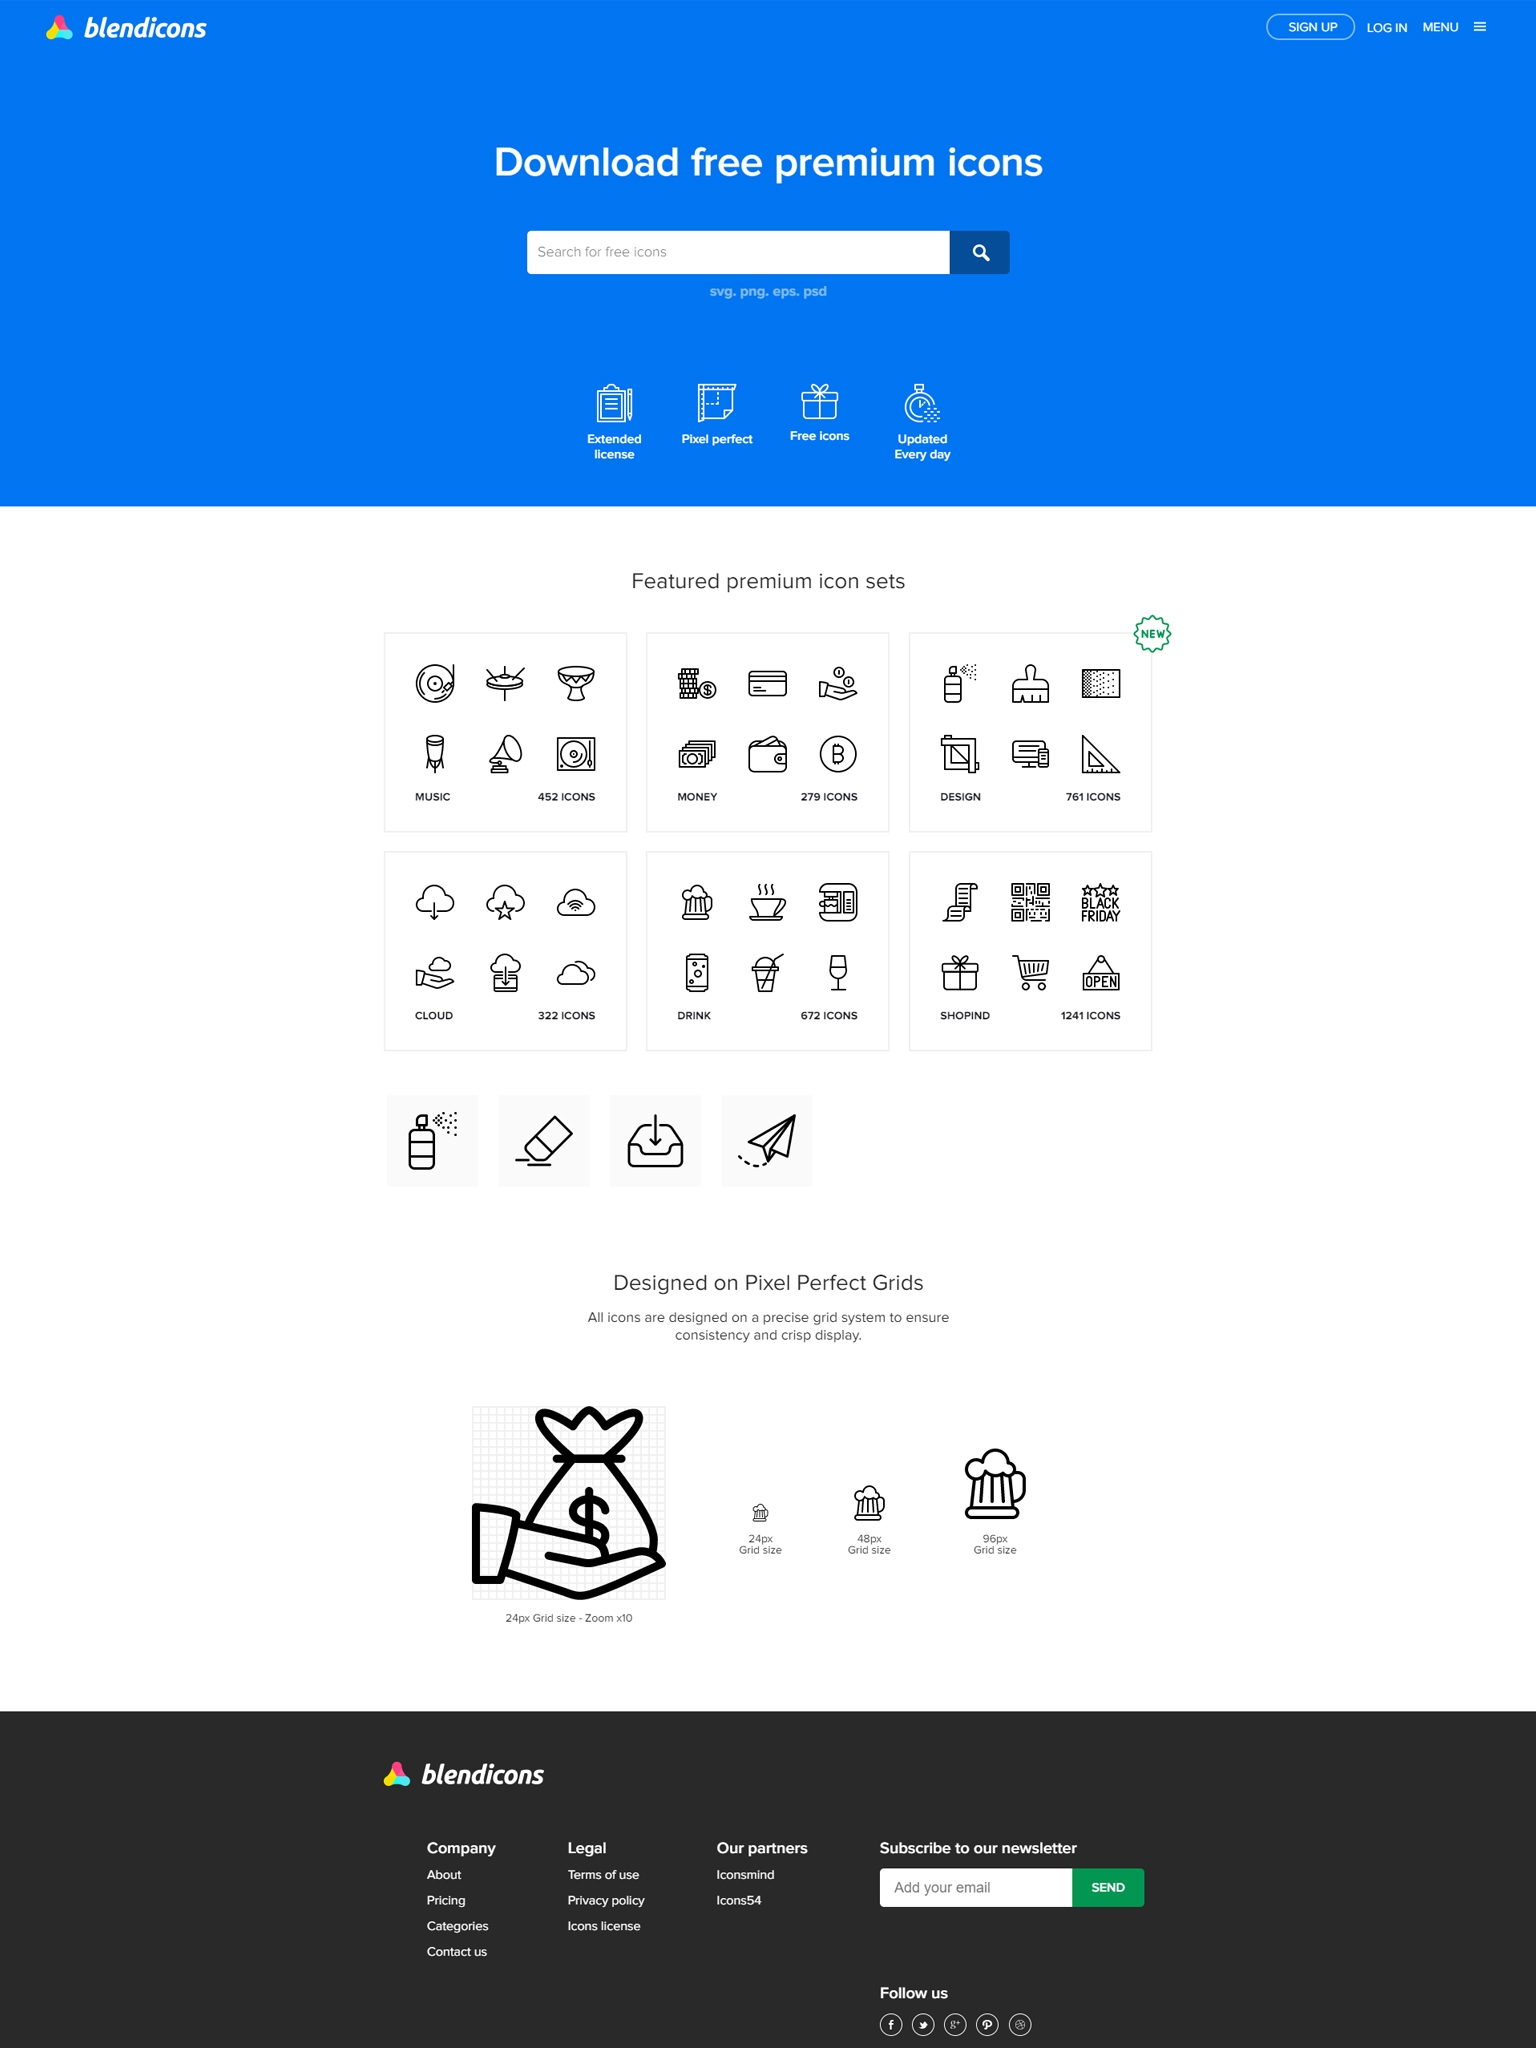 blendicons
SIGN UP
LOG IN
MENU
Download free premium icons
Search for free icons
svg. png. eps. psd
Extended
license
Pixel perfect
Free icons
Updated
Every day
Featured premium icon sets
NEW
MUSIC
452 ICONS
MONEY
279 ICONS
DESIGN
761 ICONS
BLACK
FRIDAY
OPEN
CLOUD
322 ICONS
DRINK
672 ICONS
SHOPIND
1241 ICONS
Designed on Pixel Perfect Grids
All icons are designed on a precise grid system to ensure
consistency and crisp display.
24px
Grid size
48px
Grid size
96px
Grid size
24px Grid size - Zoom x10
blendicons
Company
About
Pricing
Categories
Contact us
Legal
Terms of use
Privacy policy
Icons license
Our partners
Iconsmind
Icons54
Subscribe to our newsletter
Add your email
SEND
Follow us